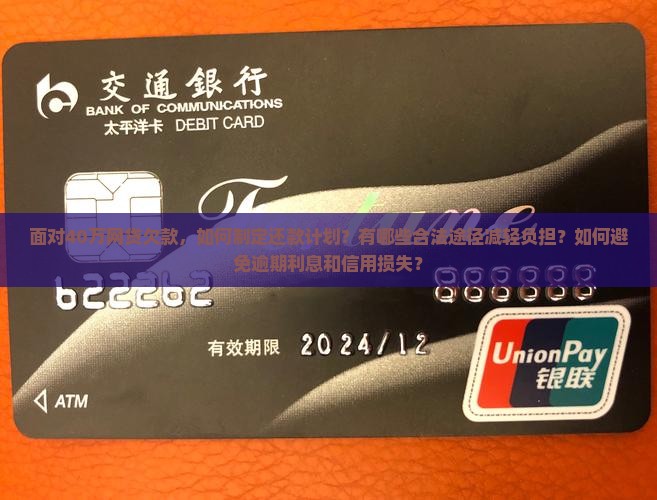 交通銀行
BANK OF COMMUNICATIONS
太平洋卡 DEBIT CARD
面对40万网贷欠款，如何制定还款计划？有哪些合法途径减轻负担？如何避
免逾期利息和信用损失？
622262 888888
有效期限 2024/12
UnionPay
银联
ATM